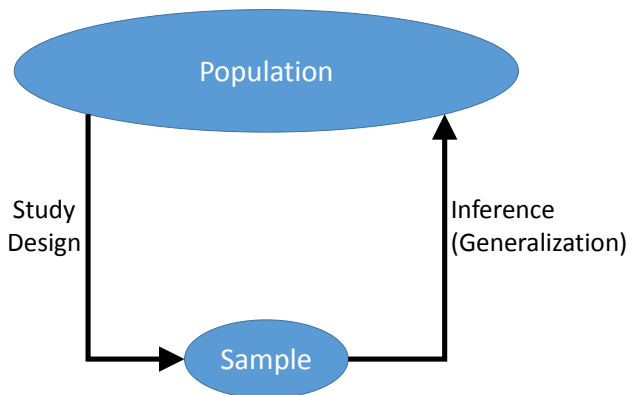 Population
Study
Design
Inference
(Generalization)
Sample